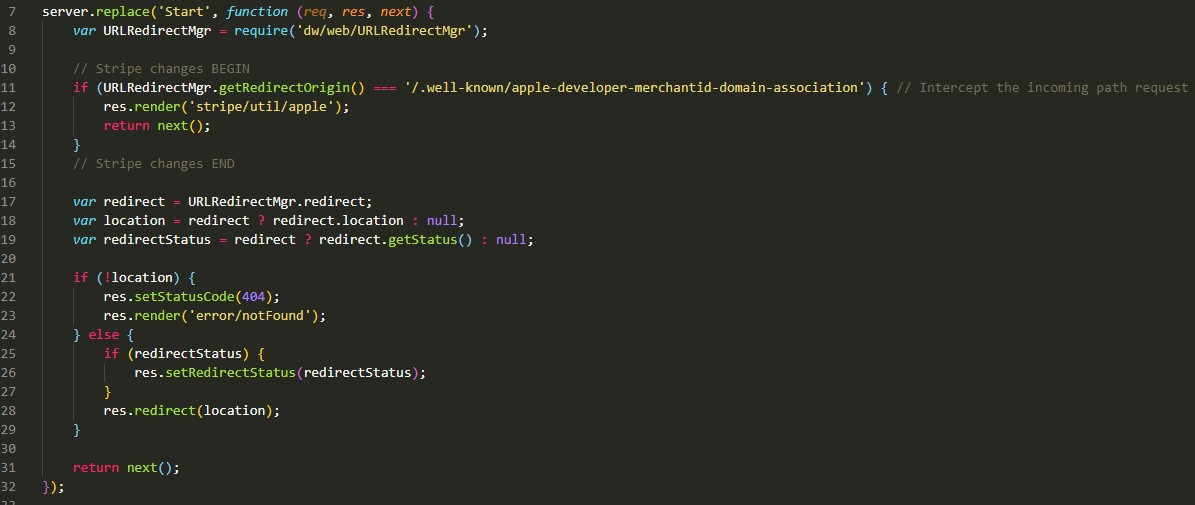 7 server.replace('Start', function (req, res, next) {
8     var URLRedirectMgr = require('dw/web/URLRedirectMgr');
9
10     // Stripe changes BEGIN
11     if (URLRedirectMgr.getRedirectOrigin() === '/.well-known/apple-developer-merchantid-domain-association') { // Intercept the incoming path request
12         res.render('stripe/util/apple');
13         return next();
14     }
15     // Stripe changes END
16
17     var redirect = URLRedirectMgr.redirect;
18     var location = redirect ? redirect.location : null;
19     var redirectStatus = redirect ? redirect.getStatus() : null;
20
21     if (!location) {
22         res.setStatusCode(404);
23         res.render('error/notFound');
24     } else {
25         if (redirectStatus) {
26             res.setRedirectStatus(redirectStatus);
27         }
28         res.redirect(location);
29     }
30
31     return next();
32 });